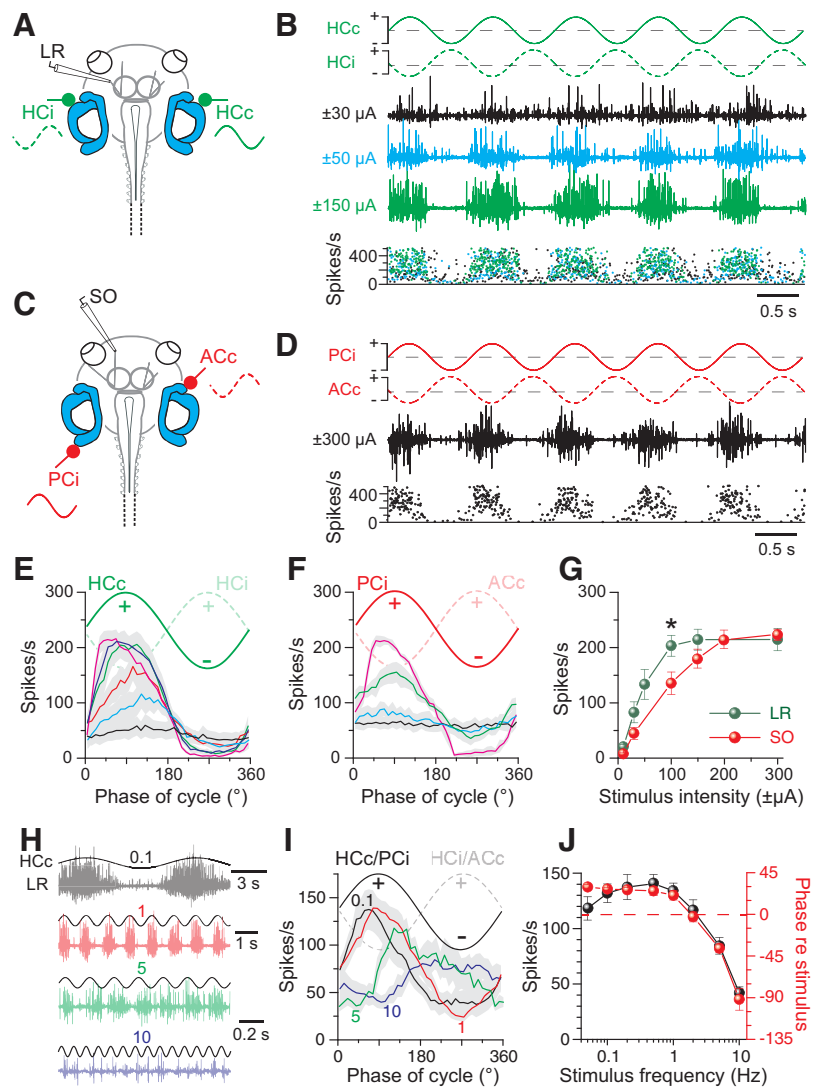 A
LR
HCi
HCc
B
HCc
+
HCi
-
±30 µA
±50 µA
±150 µA
Spikes/s
400
0
0.5 s
C
SO
ACc
PCi
D
PCi
+
-
ACc
+
-
±300 µA
Spikes/s
400
0
0.5 s
E
HCc
HCi
+
+
-
300
200
100
0
Spikes/s
0
180
360
Phase of cycle (°)
F
PCi
ACc
+
+
-
300
200
100
0
Spikes/s
0
180
360
Phase of cycle (°)
G
*
300
200
100
0
Spikes/s
LR
SO
0
100
200
300
Stimulus intensity (±µA)
H
HCc
0.1
LR
3 s
1
1 s
5
0.2 s
10
I
HCc/PCi
HCi/ACc
+
+
-
0.1
5
10
1
150
100
50
0
Spikes/s
0
180
360
Phase of cycle (°)
J
150
100
50
0
Spikes/s
45
0
-45
-90
-135
Phase re stimulus
0.1
1
10
Stimulus frequency (Hz)